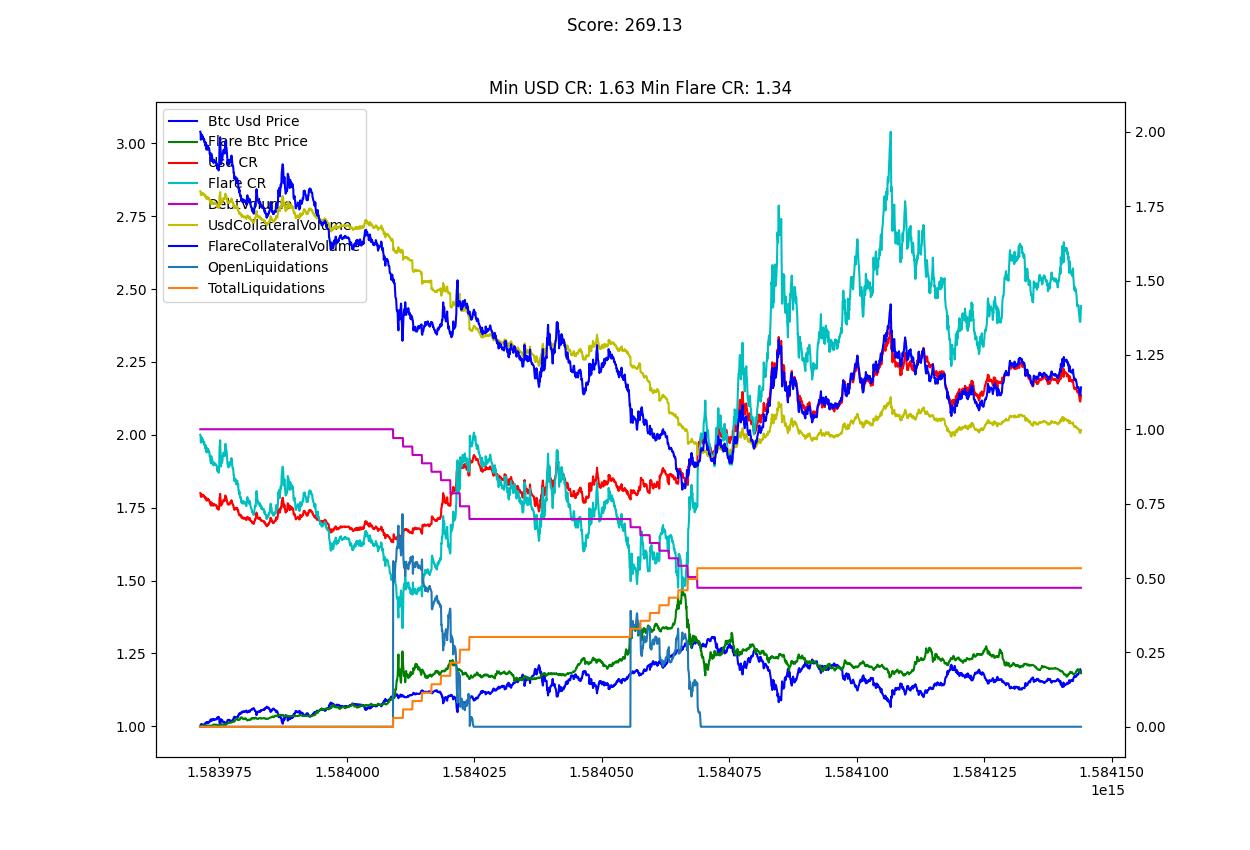 Score: 269.13
Min USD CR: 1.63 Min Flare CR: 1.34
Btc Usd Price
Flare Btc Price
Usd CR
Flare CR
DebtVolume
UsdCollateralVolume
FlareCollateralVolume
OpenLiquidations
TotalLiquidations
3.00
2.75
2.50
2.25
2.00
1.75
1.50
1.25
1.00
2.00
1.75
1.50
1.25
1.00
0.75
0.50
0.25
0.00
1.583975 1.584000 1.584025 1.584050 1.584075 1.584100 1.584125 1.584150
1e15